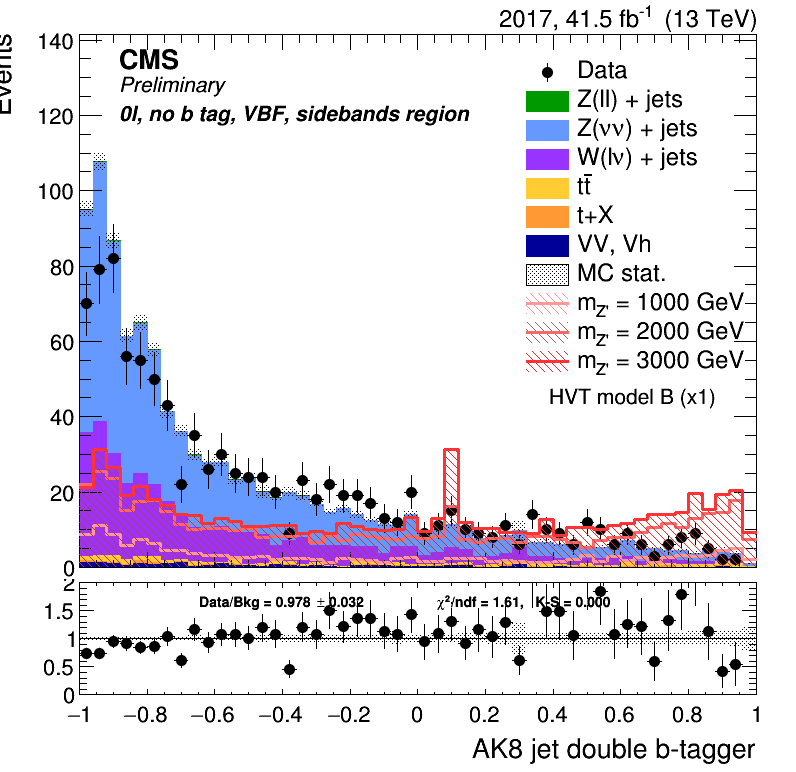 2017, 41.5 fb⁻¹ (13 TeV)
Events
CMS
Preliminary
0l, no b tag, VBF, sidebands region
Data
Z(ll) + jets
Z(νν) + jets
W(lν) + jets
tt̄
t+X
VV, Vh
MC stat.
m_Z' = 1000 GeV
m_Z' = 2000 GeV
m_Z' = 3000 GeV
HVT model B (x1)
140
120
100
80
60
40
20
0
Data/Bkg = 0.978 ± 0.032
χ²/ndf = 1.61, K-S = 0.000
2
1.5
1
0.5
0
−1 −0.8 −0.6 −0.4 −0.2 0 0.2 0.4 0.6 0.8 1
AK8 jet double b-tagger